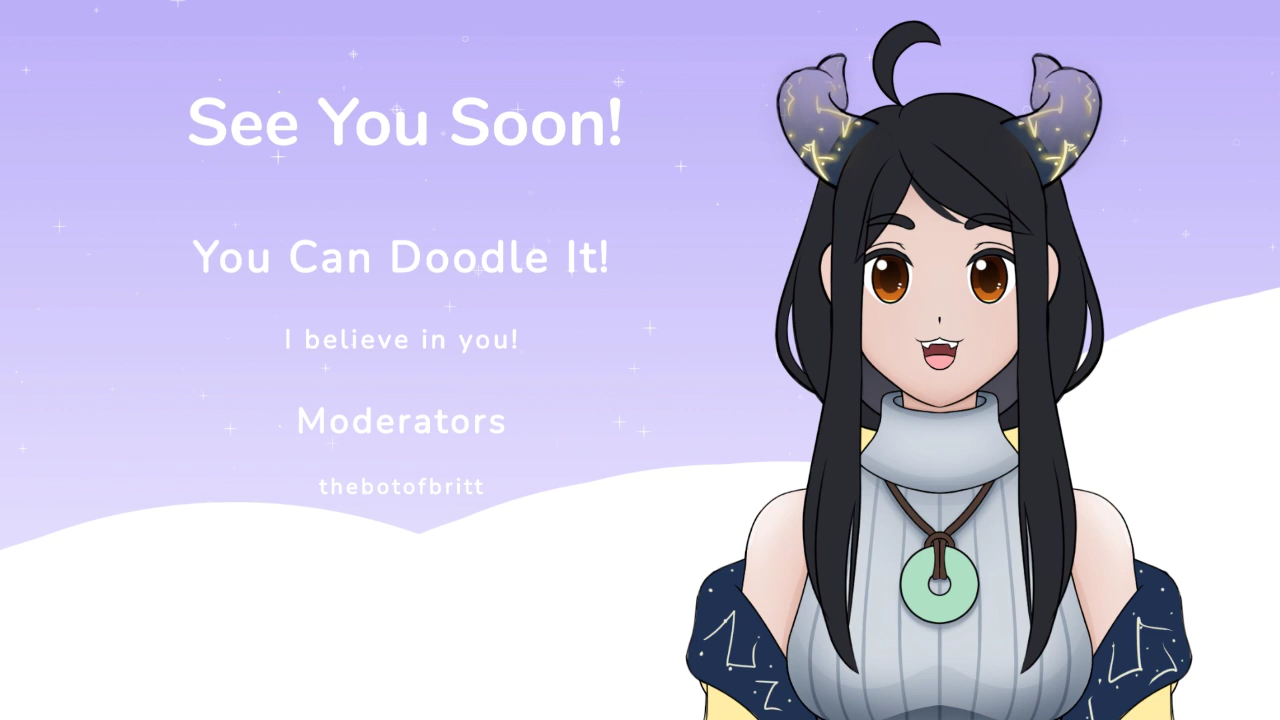 See You Soon!
You Can Doodle It!
I believe in you!
Moderators
thebotofbritt